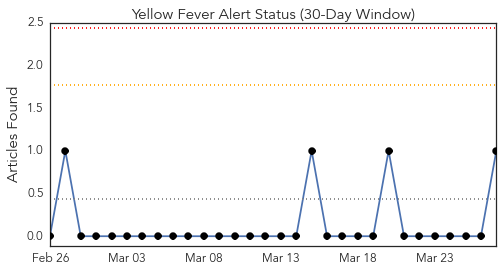 Yellow Fever Alert Status (30-Day Window)
Articles Found
2.5
2.0
1.5
1.0
0.5
0.0
Feb 26 Mar 03 Mar 08 Mar 13 Mar 18 Mar 23